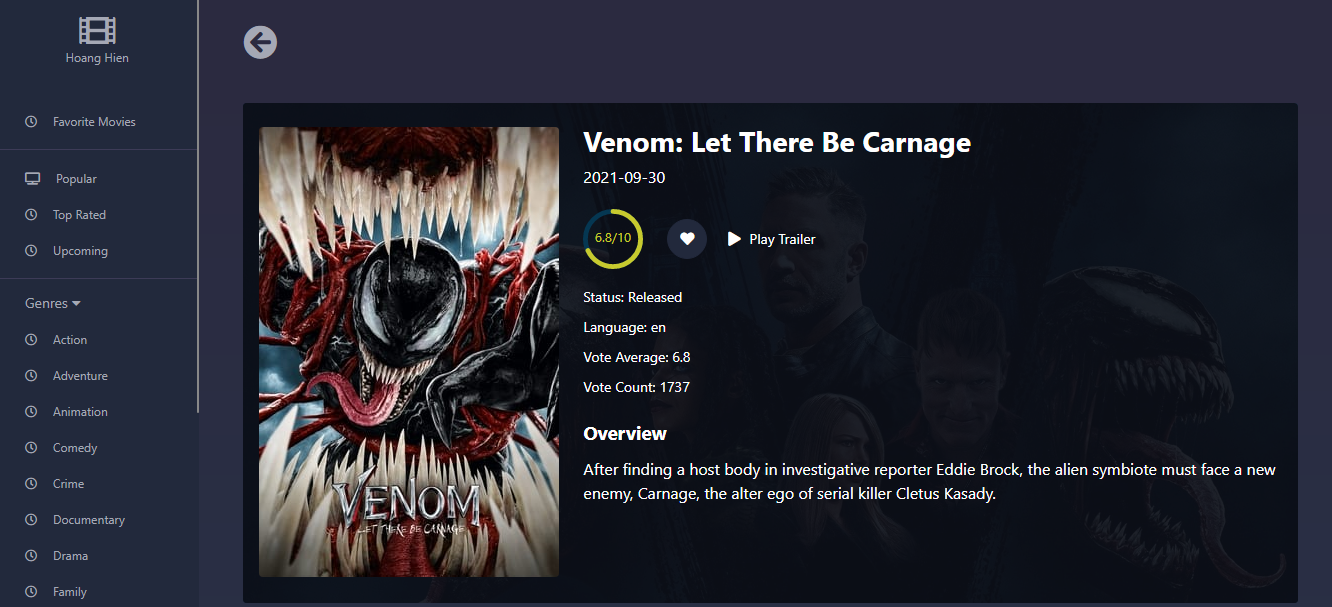 Hoang Hien
Favorite Movies
Popular
Top Rated
Upcoming
Genres
Action
Adventure
Animation
Comedy
Crime
Documentary
Drama
Family
VENOM
LET THERE BE CARNAGE
Venom: Let There Be Carnage
2021-09-30
6.8/10
Play Trailer
Status: Released
Language: en
Vote Average: 6.8
Vote Count: 1737
Overview
After finding a host body in investigative reporter Eddie Brock, the alien symbiote must face a new
enemy, Carnage, the alter ego of serial killer Cletus Kasady.